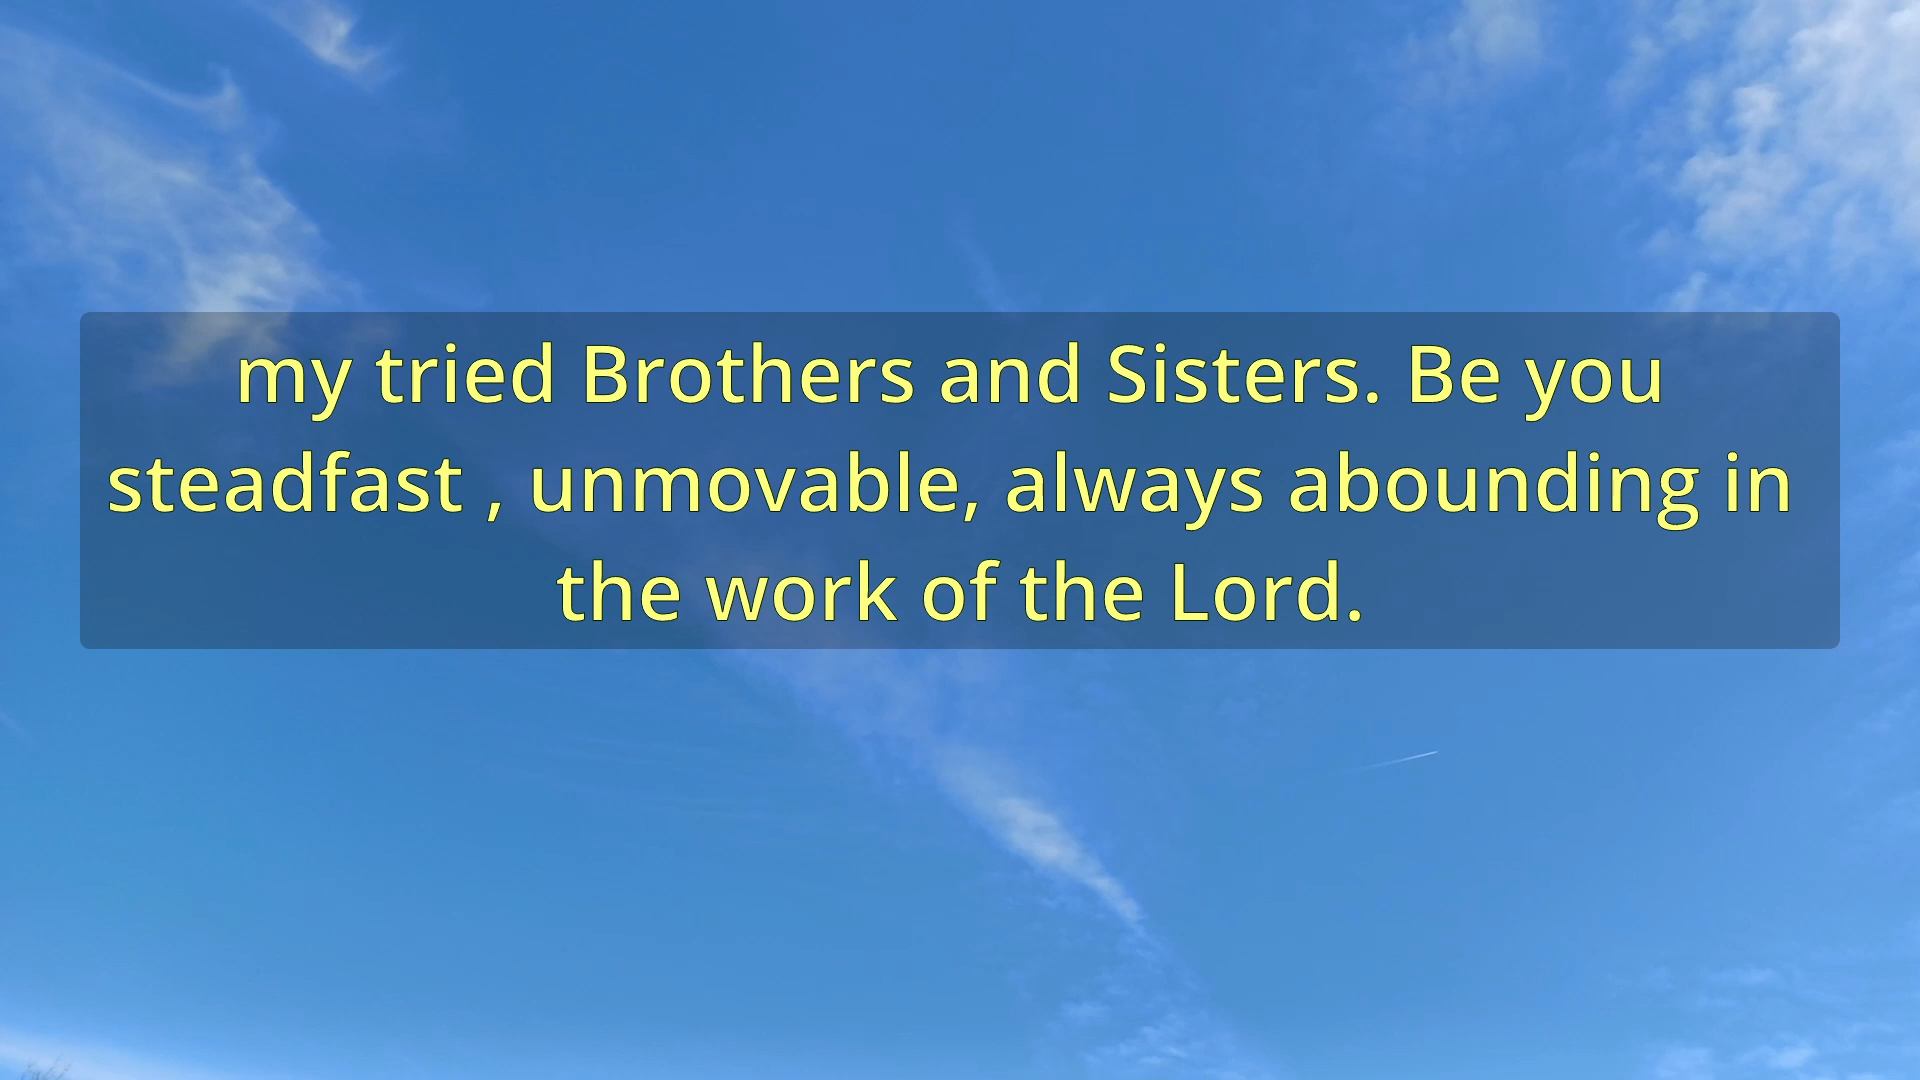 my tried Brothers and Sisters. Be you
steadfast , unmovable, always abounding in
the work of the Lord.